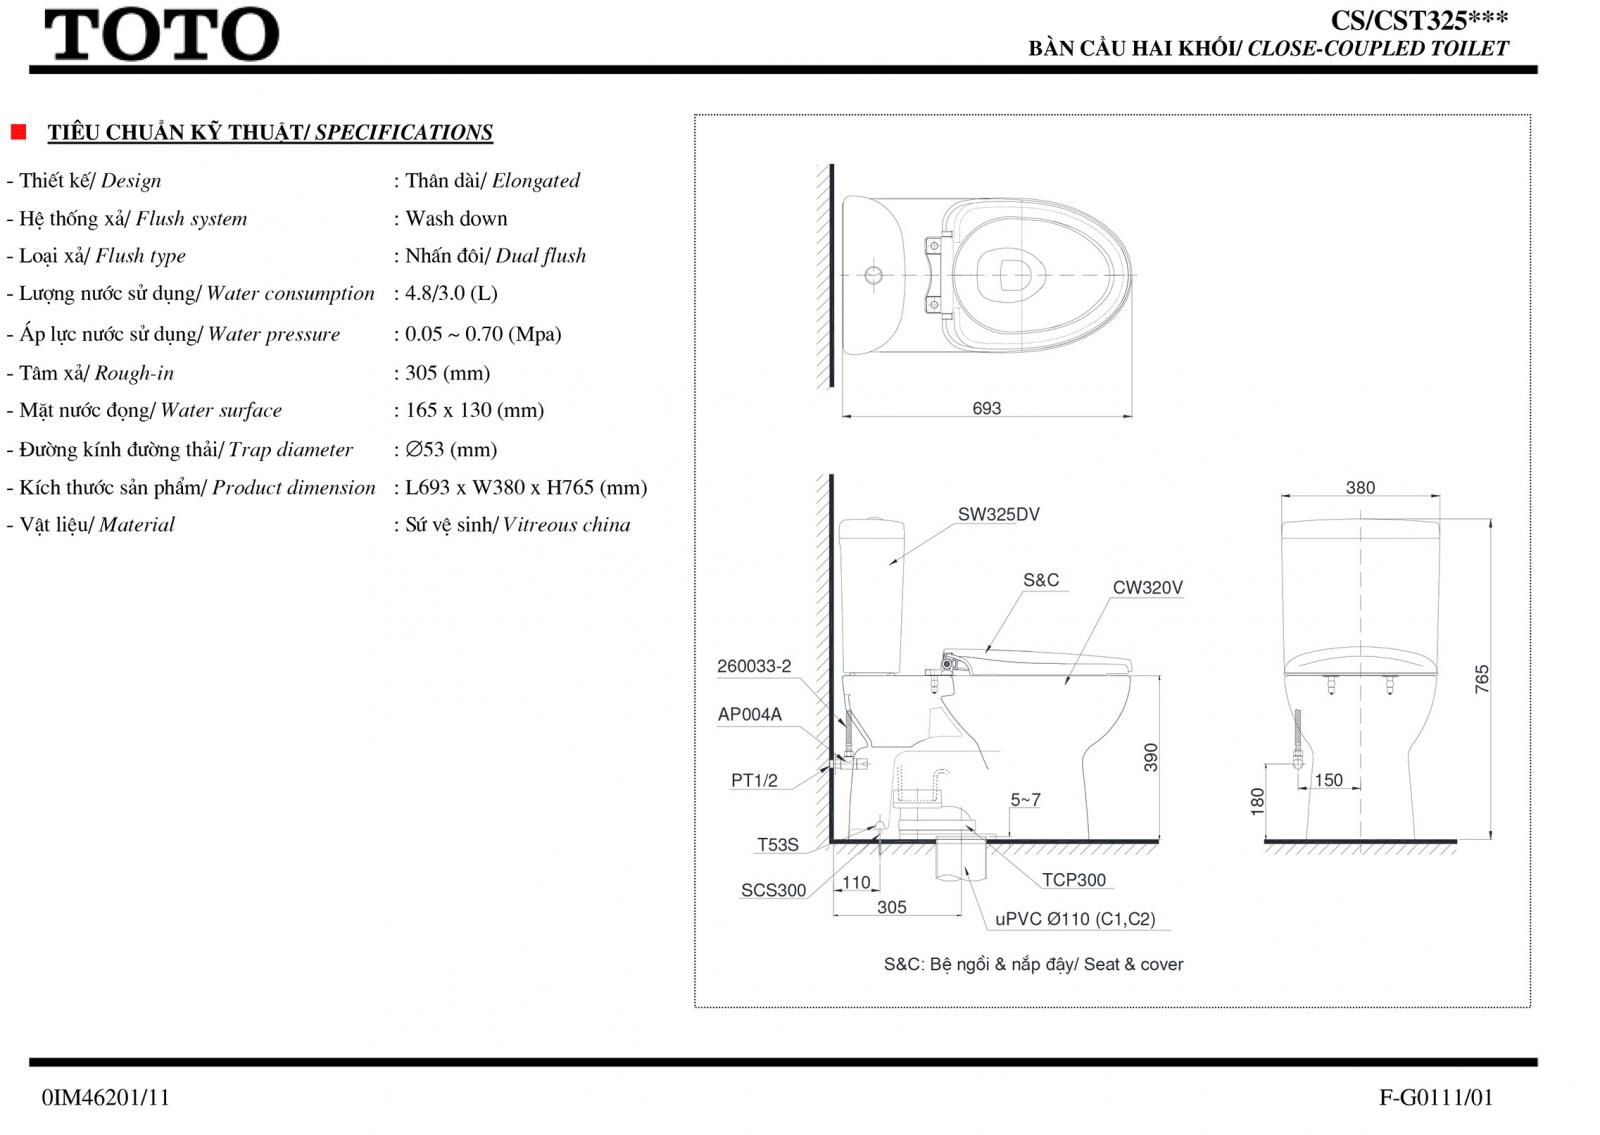 TOTO
CS/CST325***
BÀN CẦU HAI KHỐI/ CLOSE-COUPLED TOILET
TIÊU CHUẨN KỸ THUẬT/ SPECIFICATIONS
- Thiết kế/ Design : Thân dài/ Elongated
- Hệ thống xả/ Flush system : Wash down
- Loại xả/ Flush type : Nhấn đôi/ Dual flush
- Lượng nước sử dụng/ Water consumption : 4.8/3.0 (L)
- Áp lực nước sử dụng/ Water pressure : 0.05 ~ 0.70 (Mpa)
- Tâm xả/ Rough-in : 305 (mm)
- Mặt nước đọng/ Water surface : 165 x 130 (mm)
- Đường kính đường thải/ Trap diameter : Ø53 (mm)
- Kích thước sản phẩm/ Product dimension : L693 x W380 x H765 (mm)
- Vật liệu/ Material : Sứ vệ sinh/ Vitreous china
693
380
SW325DV
S&C
CW320V
260033-2
765
AP004A
390
PT1/2
150
180
5~7
T53S
110
TCP300
SCS300
305
uPVC Ø110 (C1,C2)
S&C: Bệ ngồi & nắp đậy/ Seat & cover
0IM46201/11
F-G0111/01